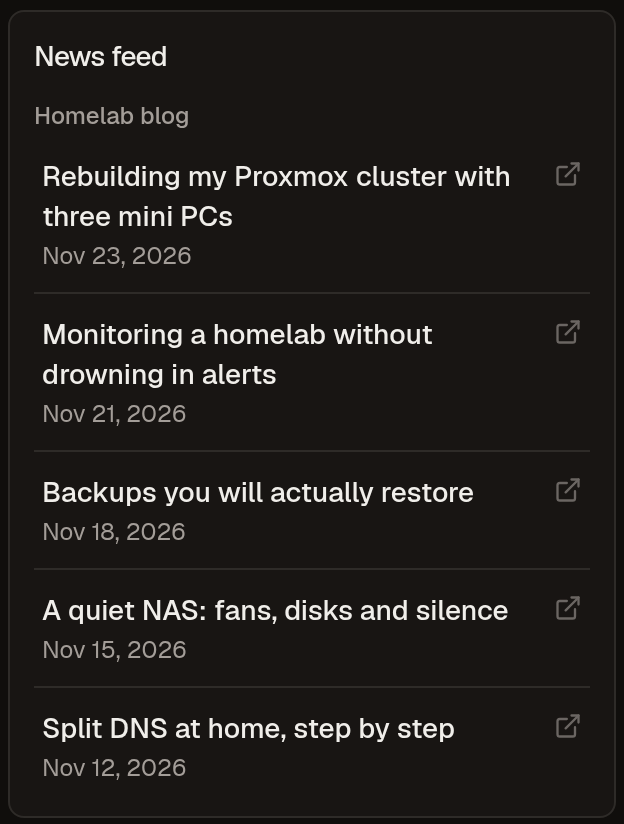 News feed
Homelab blog
Rebuilding my Proxmox cluster with
three mini PCs
Nov 23, 2026
Monitoring a homelab without
drowning in alerts
Nov 21, 2026
Backups you will actually restore
Nov 18, 2026
A quiet NAS: fans, disks and silence
Nov 15, 2026
Split DNS at home, step by step
Nov 12, 2026